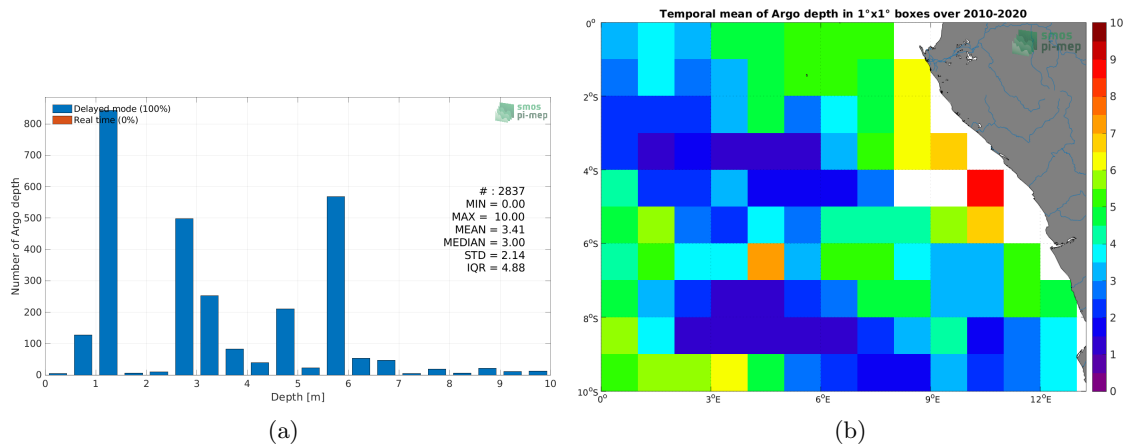 Temporal mean of Argo depth in 1°x1° boxes over 2010-2020
Delayed mode (100%)
Real time (0%)
smos
pi-mep
# : 2837
MIN = 0.00
MAX = 10.00
MEAN = 3.41
MEDIAN = 3.00
STD = 2.14
IQR = 4.88
Number of Argo depth
800
700
600
500
400
300
200
100
0
0 1 2 3 4 5 6 7 8 9 10
Depth [m]
(a)
smos
pi-mep
0°
2°S
4°S
6°S
8°S
10°S
0° 3°E 6°E 9°E 12°E
10
9
8
7
6
5
4
3
2
1
0
(b)